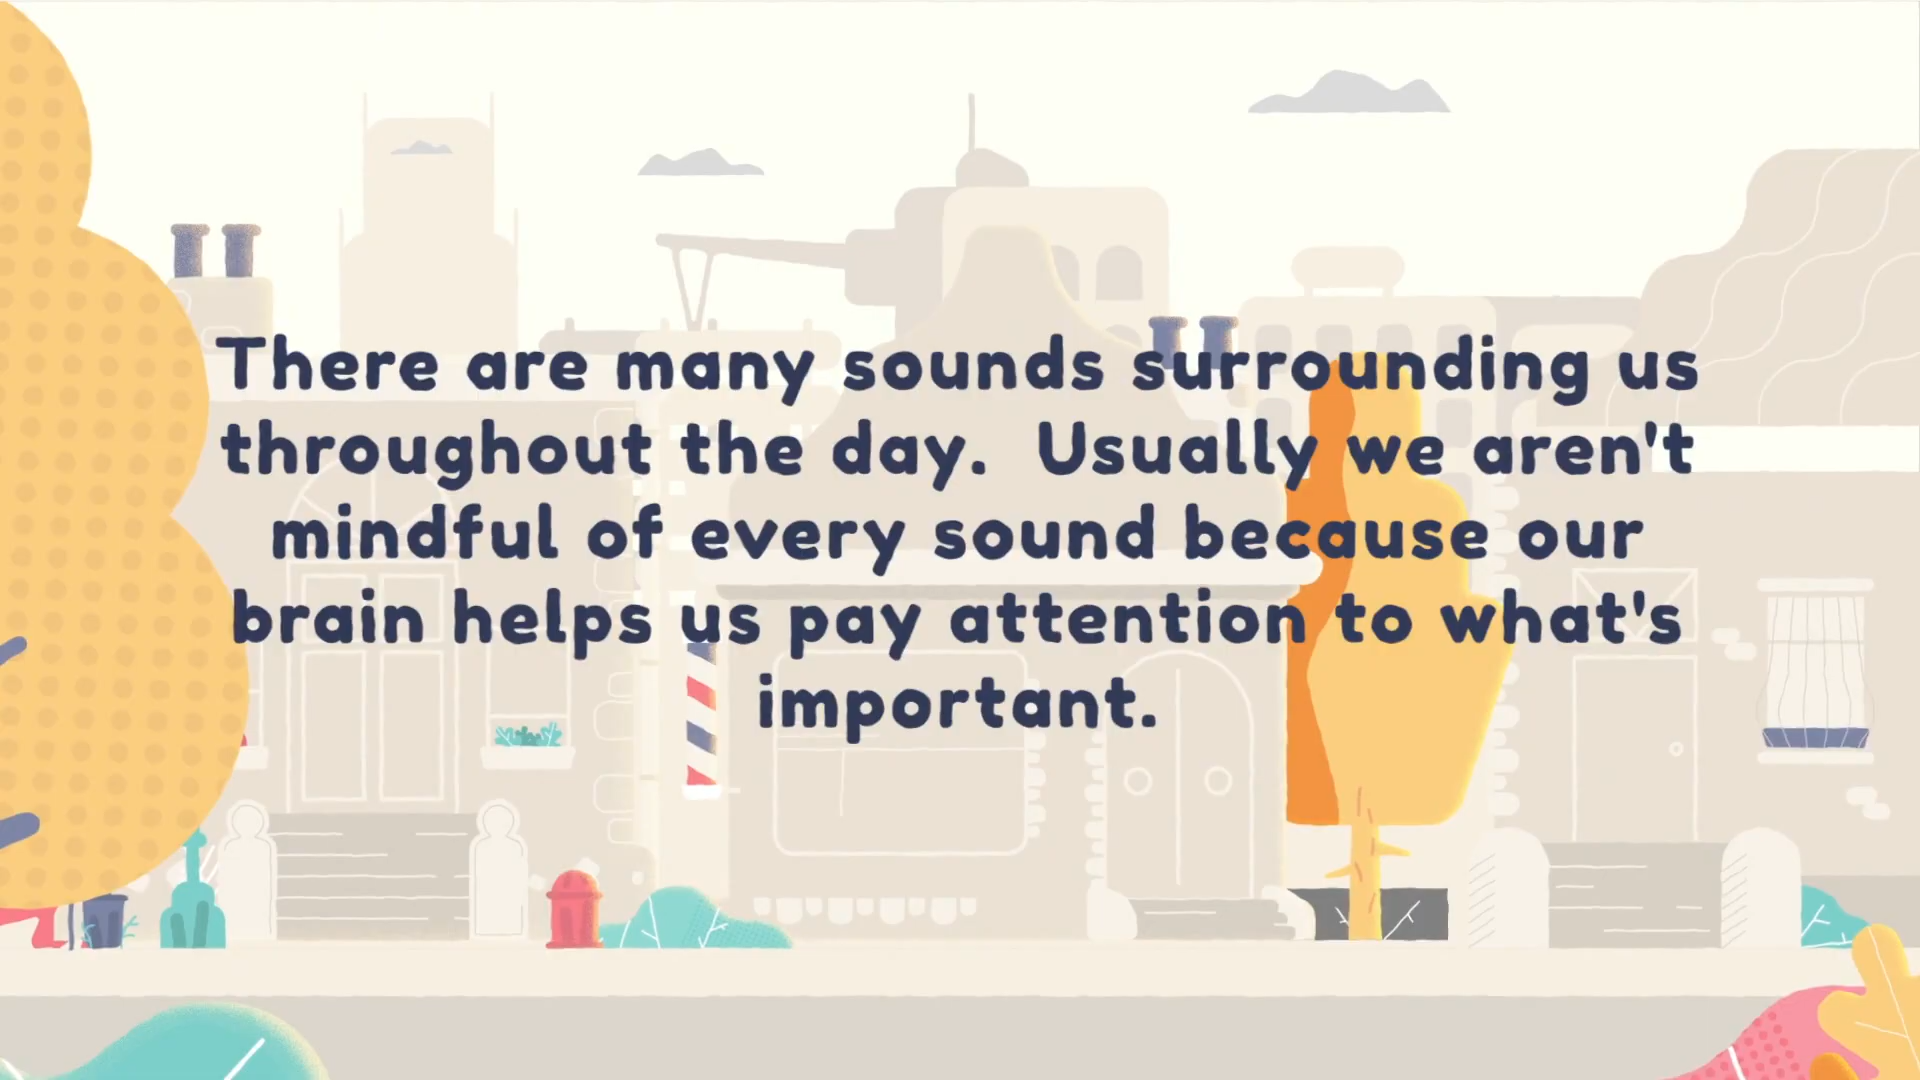 There are many sounds surrounding us
throughout the day.  Usually we aren't
mindful of every sound because our
brain helps us pay attention to what's
important.